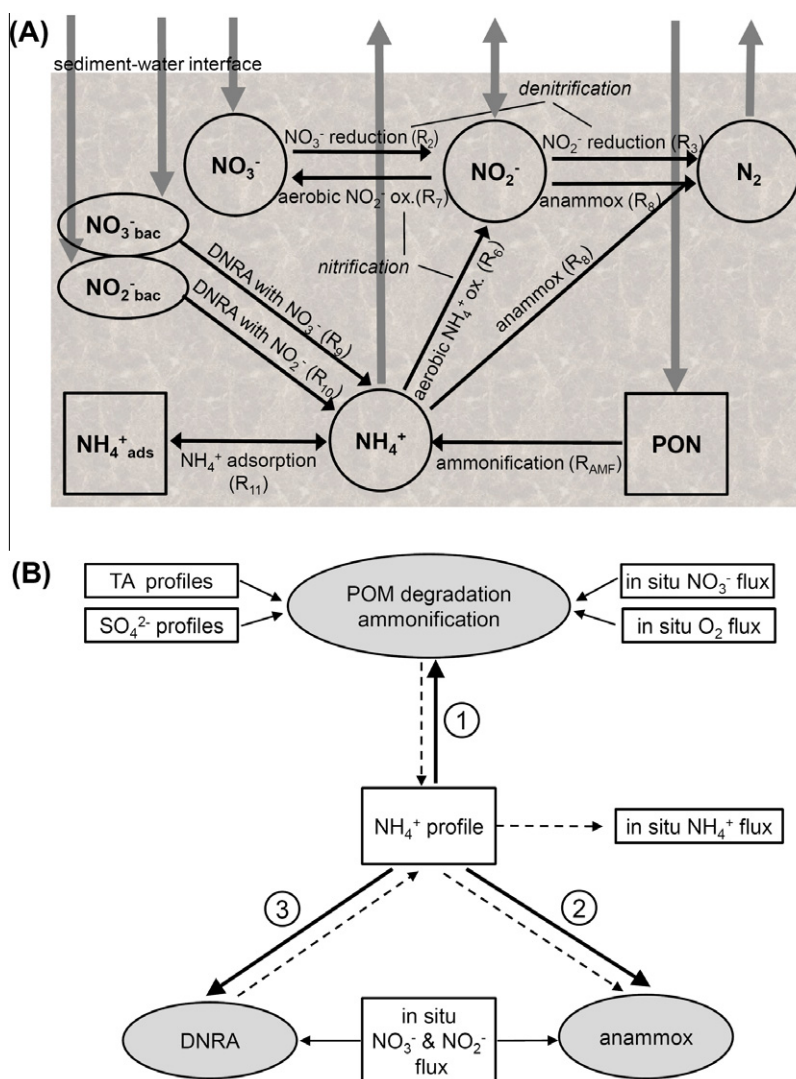 (A)
sediment-water interface
denitrification
NO₃⁻ reduction (R₂)
NO₂⁻ reduction (R₃)
NO₃⁻
NO₂⁻
N₂
aerobic NO₂⁻ ox.(R₇)
anammox (R₈)
NO₃⁻bac
nitrification
NO₂⁻bac
DNRA with NO₃⁻ (R₉)
DNRA with NO₂⁻ (R₁₀)
aerobic NH₄⁺ ox. (R₆)
anammox (R₈)
NH₄⁺ads
NH₄⁺
PON
NH₄⁺ adsorption
(R₁₁)
ammonification (R_AMF)
(B)
TA profiles
SO₄²⁻ profiles
POM degradation
ammonification
in situ NO₃⁻ flux
in situ O₂ flux
1
NH₄⁺ profile
in situ NH₄⁺ flux
3
2
DNRA
in situ
NO₃⁻ & NO₂⁻
flux
anammox